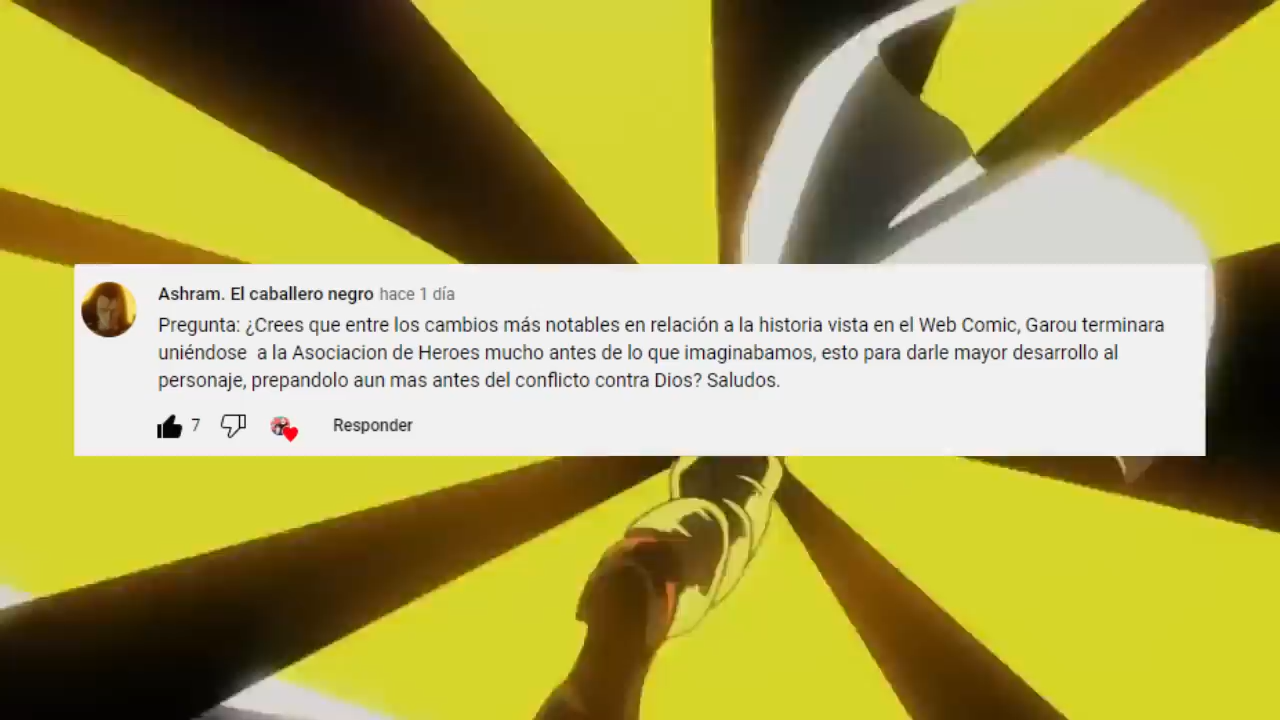 Ashram. El caballero negro hace 1 día
Pregunta: ¿Crees que entre los cambios más notables en relación a la historia vista en el Web Comic, Garou terminara
uniéndose  a la Asociacion de Heroes mucho antes de lo que imaginabamos, esto para darle mayor desarrollo al
personaje, prepandolo aun mas antes del conflicto contra Dios? Saludos.
7 Responder